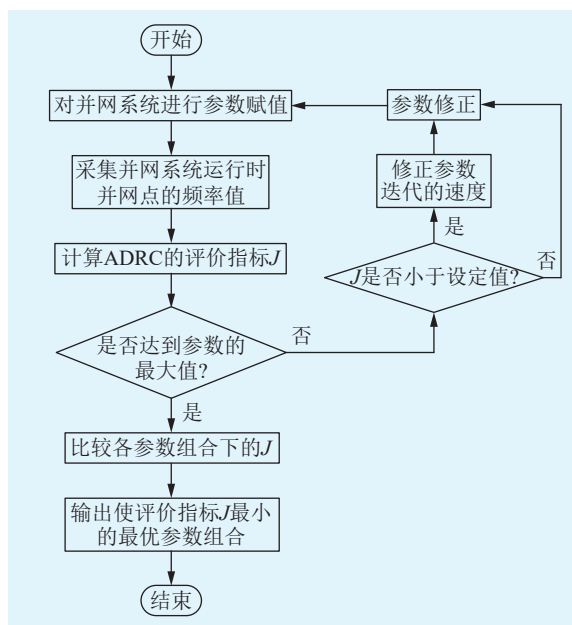 开始
对并网系统进行参数赋值
参数修正
采集并网系统运行时
并网点的频率值
修正参数
迭代的速度
是
计算ADRC的评价指标J
J是否小于设定值?
否
是否达到参数的
最大值?
否
是
比较各参数组合下的J
输出使评价指标J最小
的最优参数组合
结束